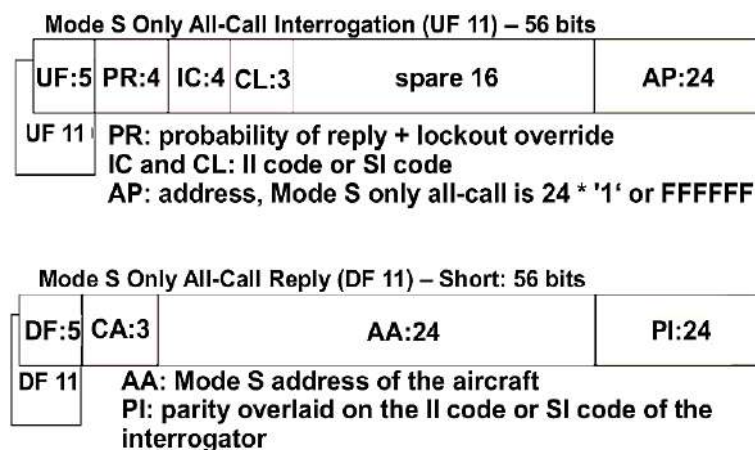 Mode S Only All-Call Interrogation (UF 11) – 56 bits
UF:5 PR:4 IC:4 CL:3 spare 16 AP:24
UF 11 PR: probability of reply + lockout override
IC and CL: II code or SI code
AP: address, Mode S only all-call is 24 * '1‘ or FFFFFF
Mode S Only All-Call Reply (DF 11) – Short: 56 bits
DF:5 CA:3 AA:24 PI:24
DF 11 AA: Mode S address of the aircraft
PI: parity overlaid on the II code or SI code of the
interrogator